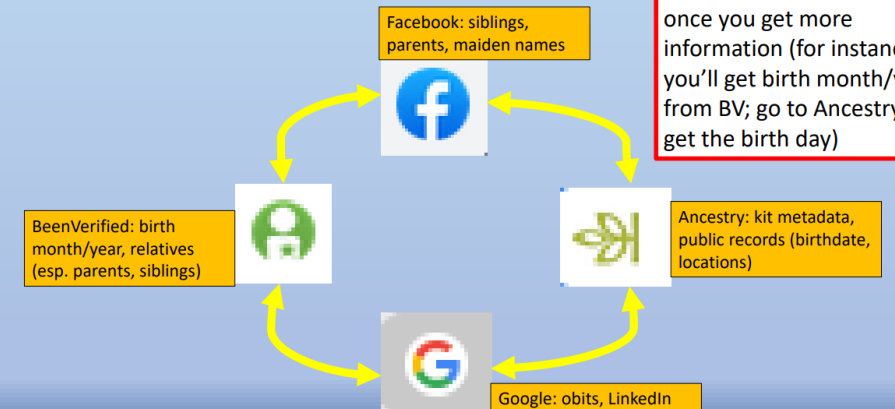 Facebook: siblings,
parents, maiden names
once you get more
information (for
you'll get birth
from BV; go to
get the birth day)
BeenVerified: birth
month/year, relatives
(esp. parents, siblings)
Ancestry: kit metadata,
public records (birthdate,
locations)
Google: obits, LinkedIn